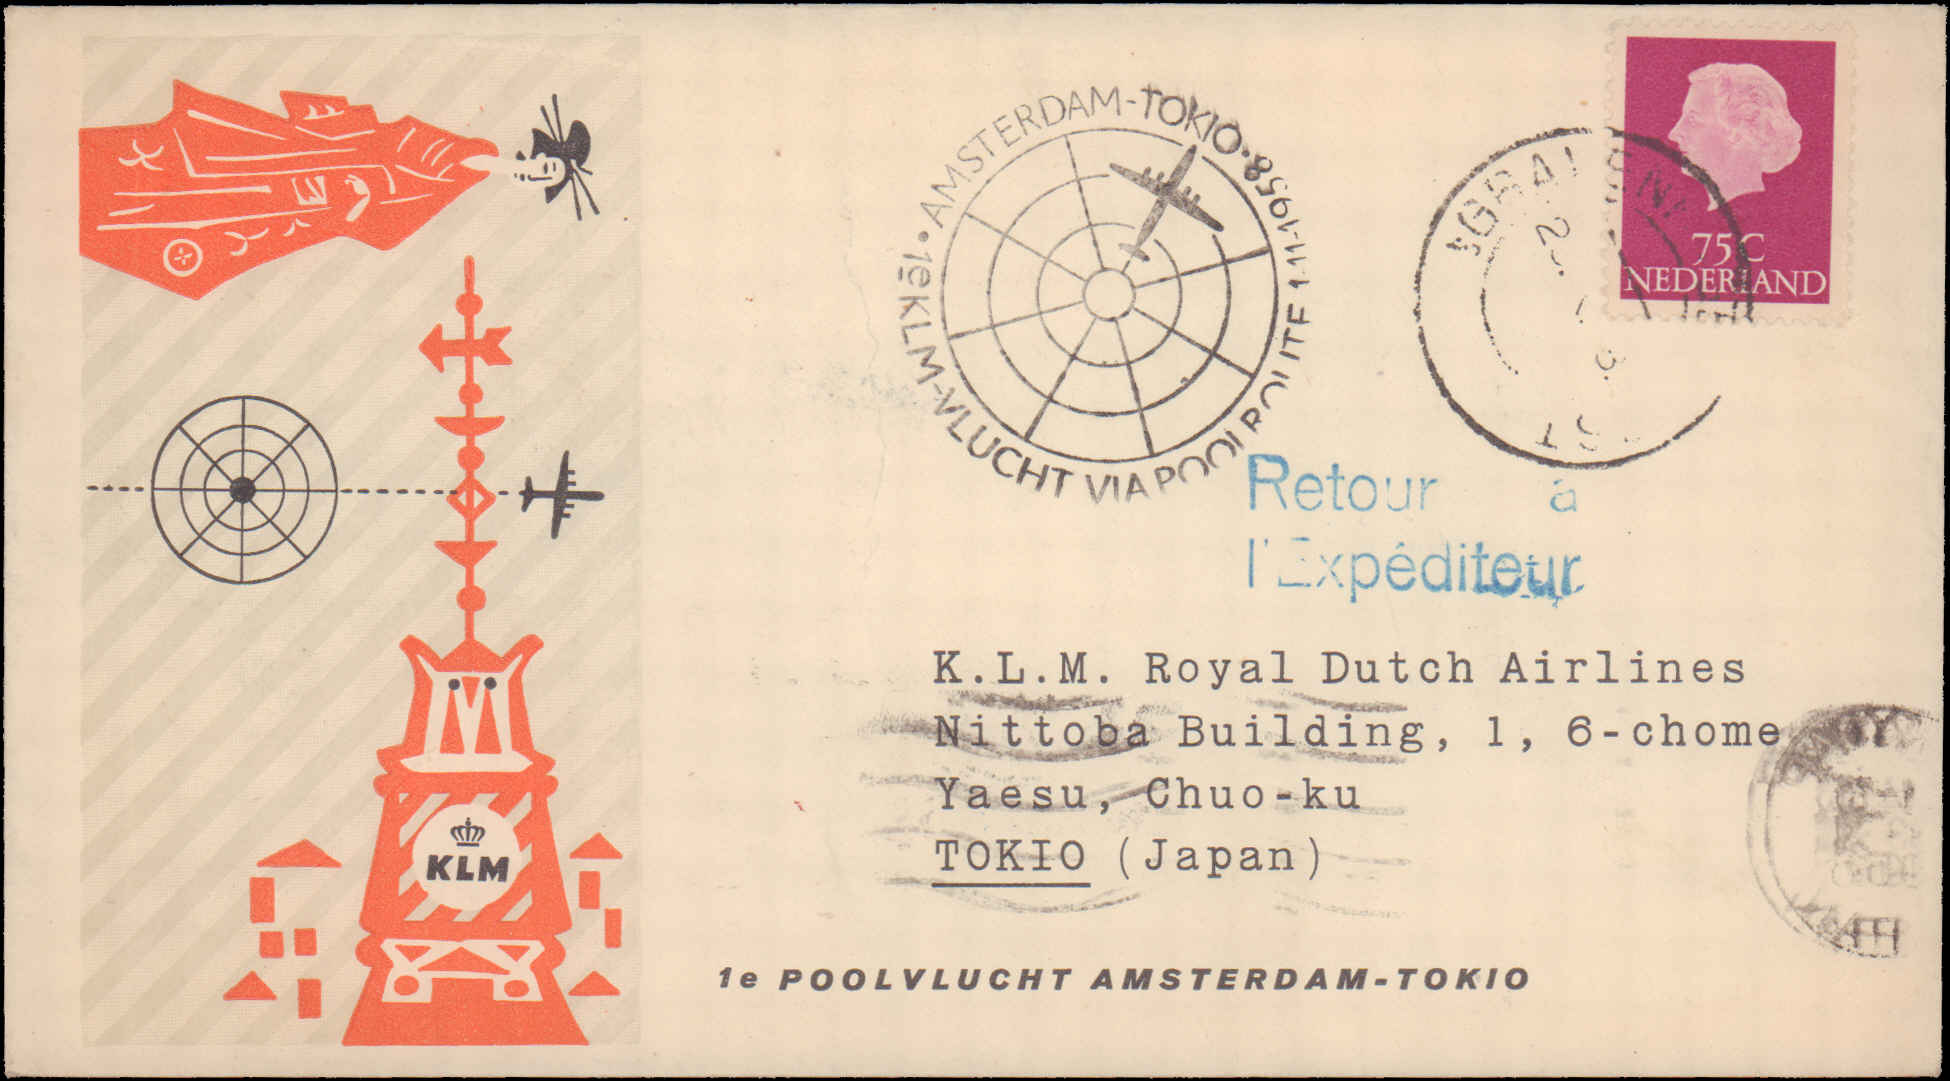 75C
NEDERLAND
1e KLM-VLUCHT VIA POOLROUTE 1-11-1958 • AMSTERDAM-TOKIO •
Retour à
l'Expéditeur
K.L.M. Royal Dutch Airlines
Nittoba Building, 1, 6-chome
Yaesu, Chuo-ku
TOKIO (Japan)
KLM
1e POOLVLUCHT AMSTERDAM-TOKIO